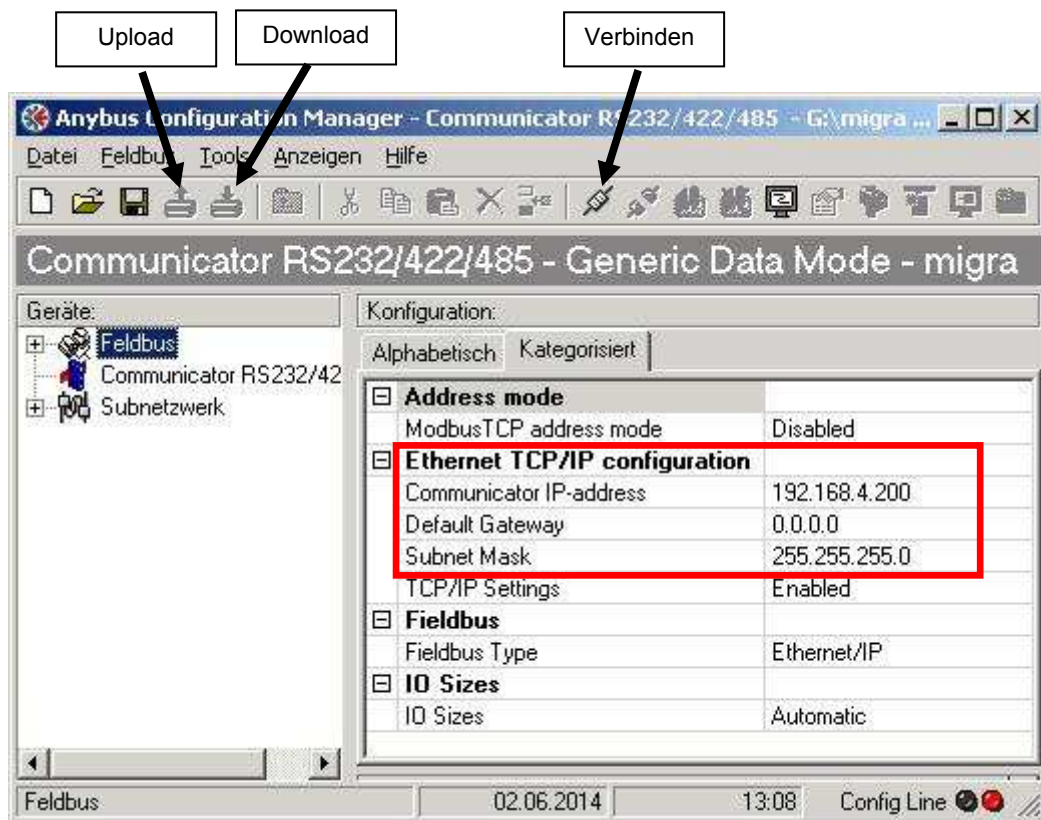 Upload
Download
Verbinden
Anybus Configuration Manager - Communicator RS232/422/485 - G:\migra ...
Datei Feldbus Tools Anzeigen Hilfe
Communicator RS232/422/485 - Generic Data Mode - migra
Geräte:
Feldbus
Communicator RS232/42
Subnetzwerk
Konfiguration:
Alphabetisch Kategorisiert
Address mode
ModbusTCP address mode Disabled
Ethernet TCP/IP configuration
Communicator IP-address 192.168.4.200
Default Gateway 0.0.0.0
Subnet Mask 255.255.255.0
TCP/IP Settings Enabled
Fieldbus
Fieldbus Type Ethernet/IP
IO Sizes
IO Sizes Automatic
Feldbus 02.06.2014 13:08 Config Line